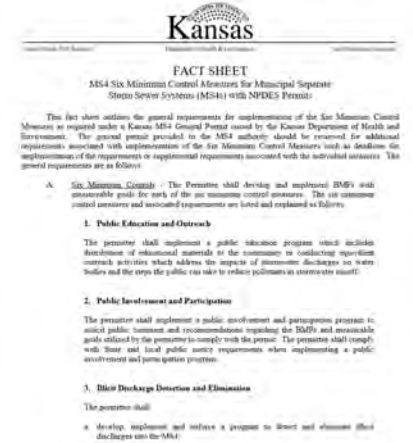 Kansas
FACT SHEET
MS4 Six Minimum Control Measures for Municipal Separate
Storm Sewer Systems (MS4s) with NPDES Permits
This fact sheet outlines the general requirements for implementation of the Six Minimum Control
Measures as required under a Kansas MS4 General Permit issued by the Kansas Department of Health and
Environment. The general permit provided to the MS4 authority should be reviewed for additional
requirements associated with implementation of the Six Minimum Control Measures such as deadlines for
implementation of the requirements or supplemental requirements associated with the individual measures. The
general requirements are as follows:
A. Six Minimum Controls - The Permittee shall develop and implement BMPs with
measurable goals for each of the six minimum control measures. The six minimum
control measures and associated requirements are listed and explained as follows:
1. Public Education and Outreach
The permittee shall implement a public education program which includes
distribution of educational materials to the community or conducting equivalent
outreach activities which address the impacts of stormwater discharges on water
bodies and the steps the public can take to reduce pollutants in stormwater runoff.
2. Public Involvement and Participation
The permittee shall implement a public involvement and participation program to
solicit public comment and recommendations regarding the BMPs and measurable
goals utilized by the permittee to comply with the permit. The permittee shall comply
with State and local public notice requirements when implementing a public
involvement and participation program.
3. Illicit Discharge Detection and Elimination
The permittee shall:
a. develop, implement and enforce a program to detect and eliminate illicit
discharges into the MS4;